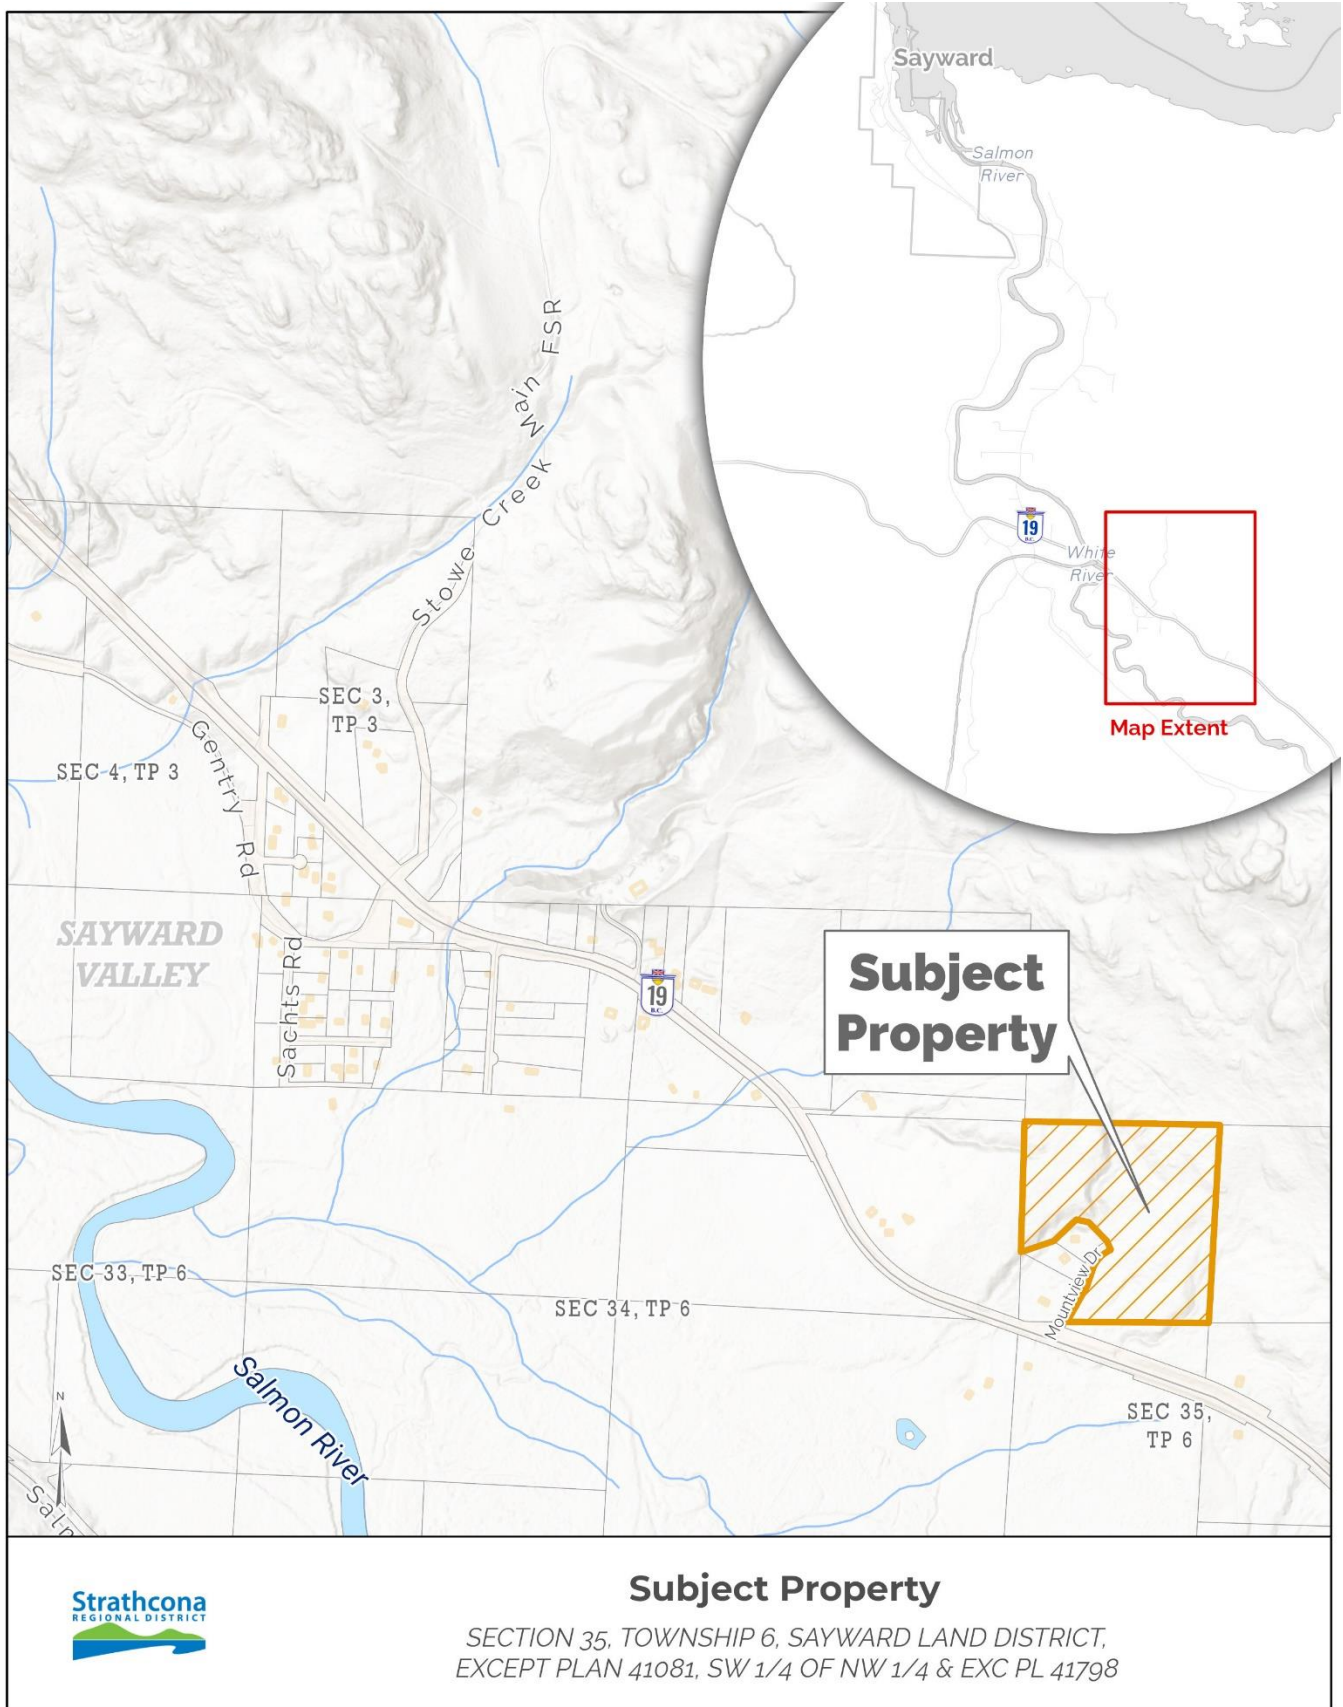 Sayward
Salmon
River
19
B.C.
White
River
Map Extent
Stowe Creek Main FSR
SEC 3,
TP 3
SEC 4, TP 3
Gentry Rd
SAYWARD
VALLEY
Sachts Rd
19
B.C.
Subject
Property
Mountview Dr
SEC 33, TP 6
SEC 34, TP 6
Salmon River
SEC 35,
TP 6
N
Strathcona
REGIONAL DISTRICT
Subject Property
SECTION 35, TOWNSHIP 6, SAYWARD LAND DISTRICT,
EXCEPT PLAN 41081, SW 1/4 OF NW 1/4 & EXC PL 41798